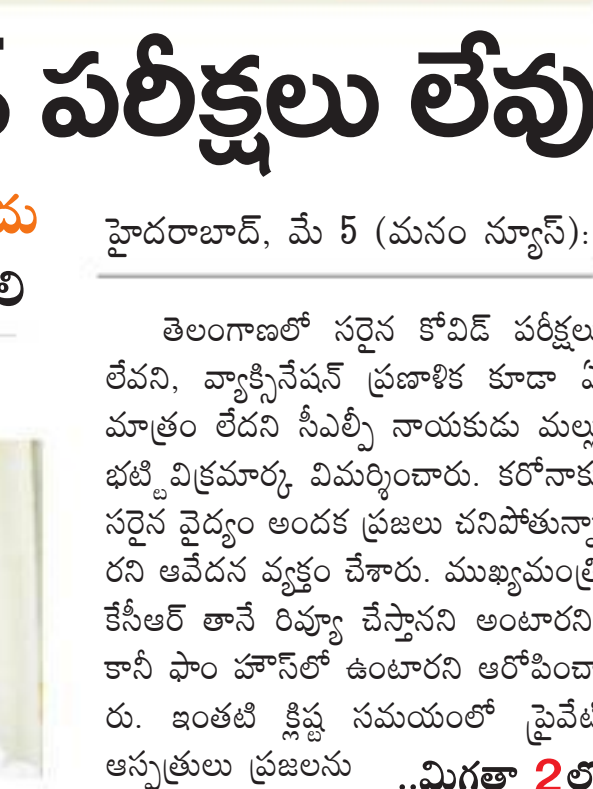 పరీక్షలు లేవు
దు
లి
హైదరాబాద్, మే 5 (మనం న్యూస్):
తెలంగాణలో సరైన కోవిడ్ పరీక్షలు
లేవని, వ్యాక్సినేషన్ ప్రణాళిక కూడా ఏ
మాత్రం లేదని సీఎల్పీ నాయకుడు మల్లు
భట్టి విక్రమార్క విమర్శించారు. కరోనాకు
సరైన వైద్యం అందక ప్రజలు చనిపోతున్నా
రని ఆవేదన వ్యక్తం చేశారు. ముఖ్యమంత్రి
కేసీఆర్ తానే రివ్యూ చేస్తానని అంటారని
కానీ ఫాం హౌస్‌లో ఉంటారని ఆరోపించా
రు. ఇంతటి క్లిష్ట సమయంలో ప్రైవేట్
ఆస్పత్రులు ప్రజలను ..మిగతా 2లో